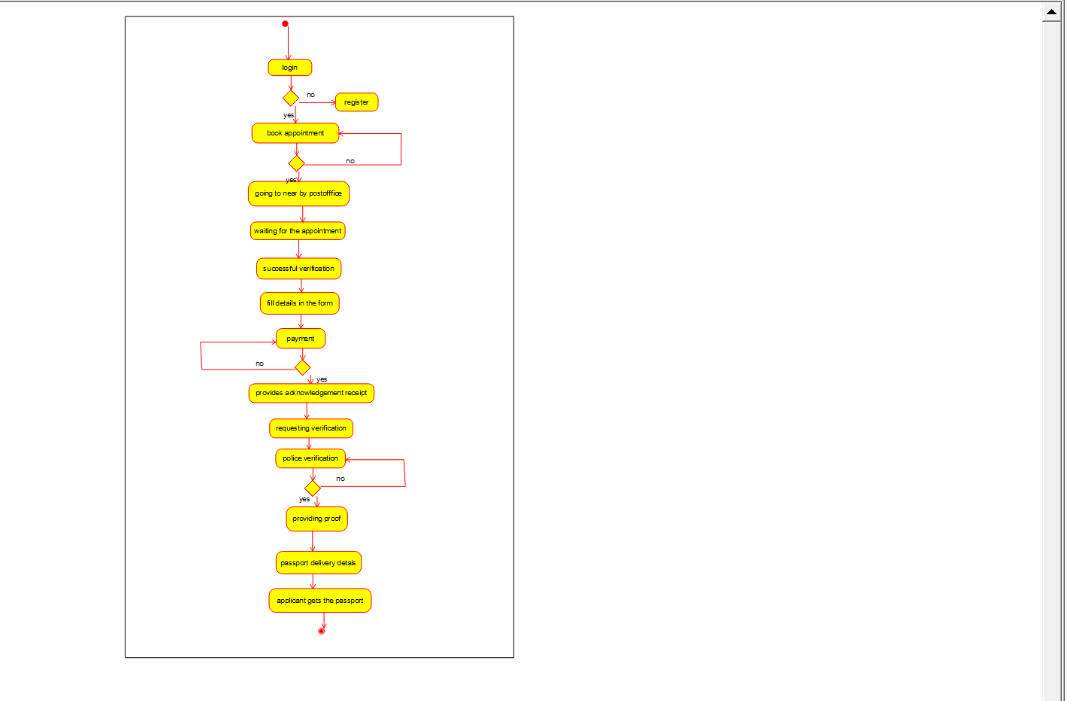 login
no
register
yes
book appointment
no
yes
going to near by postofffice
waiting for the appointment
successful verification
fill details in the form
payment
no
yes
provides acknowledgement receipt
requesting verification
police verification
no
yes
providing proof
passport delivery details
applicant gets the passport